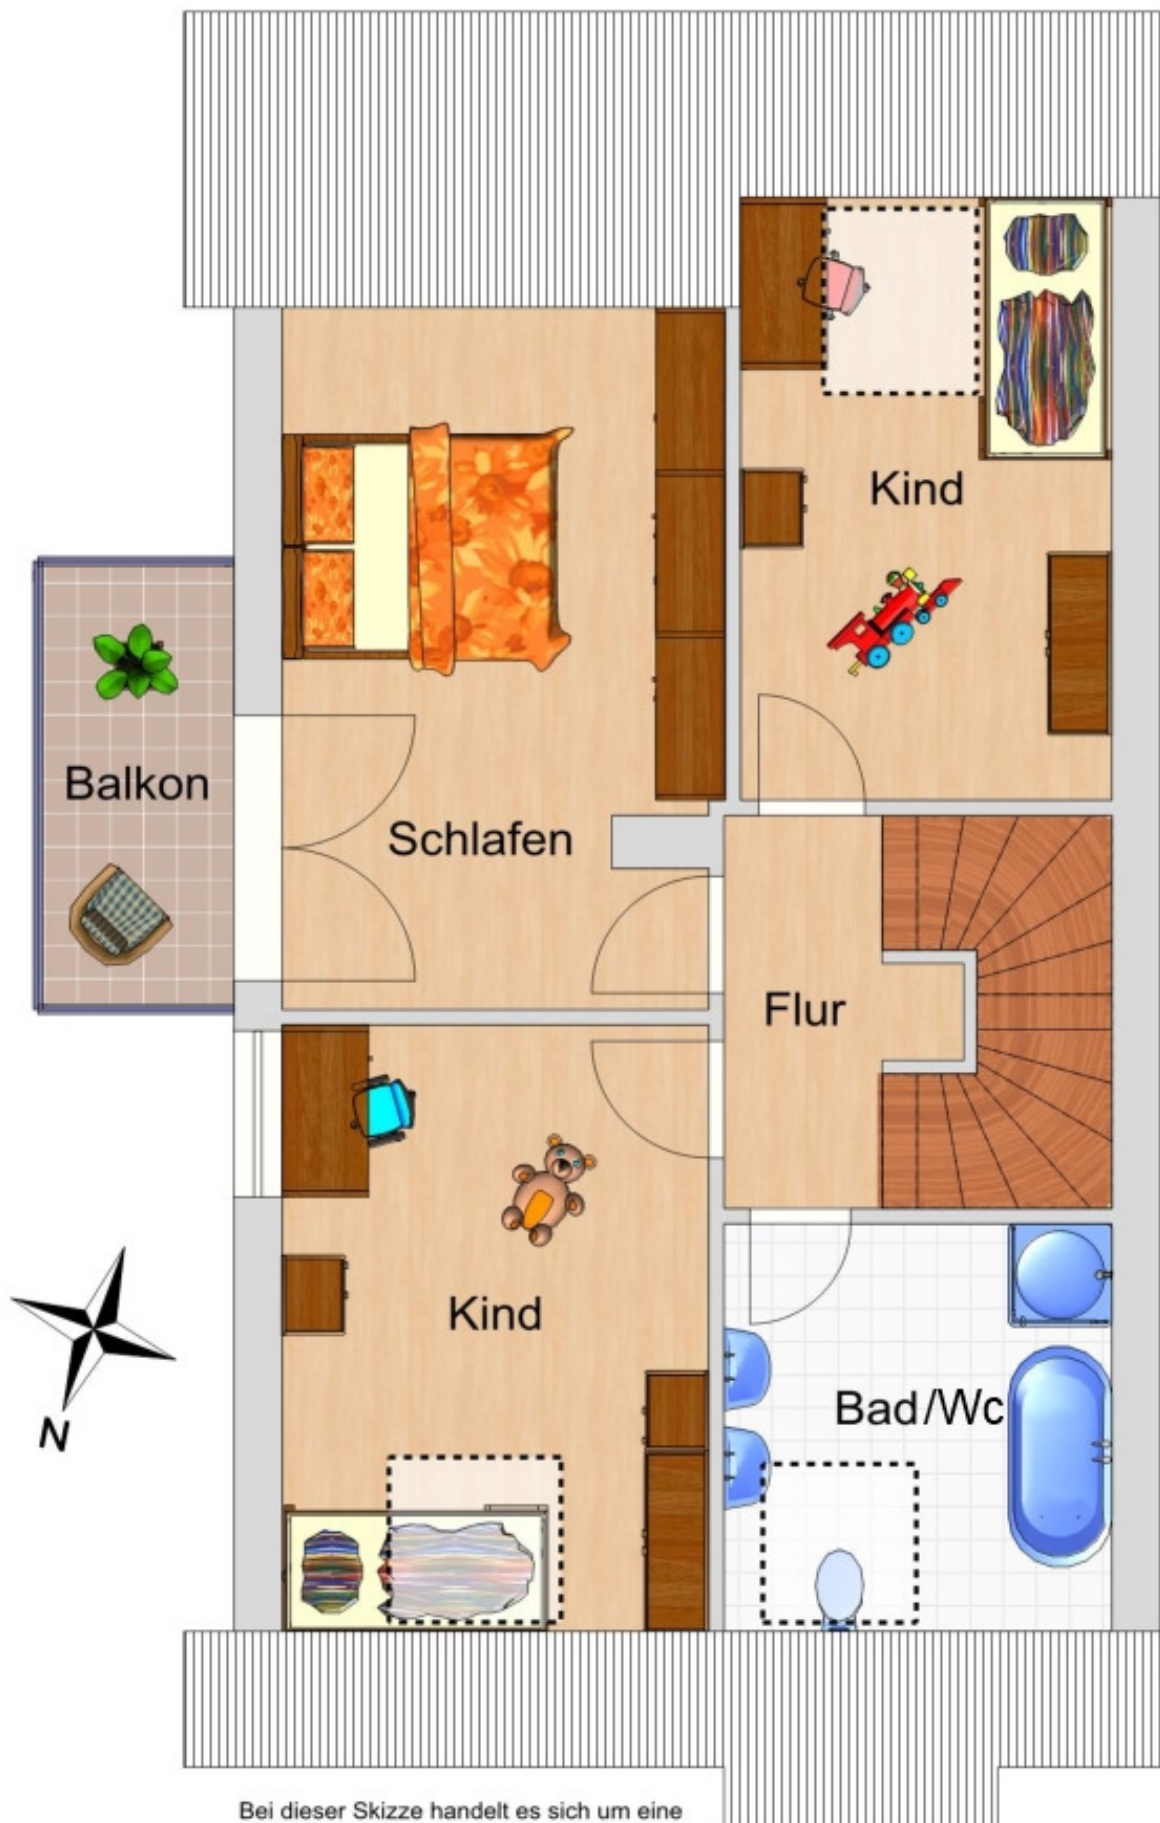 Kind
Balkon
Schlafen
Flur
Kind
Bad/Wc
N
Bei dieser Skizze handelt es sich um eine